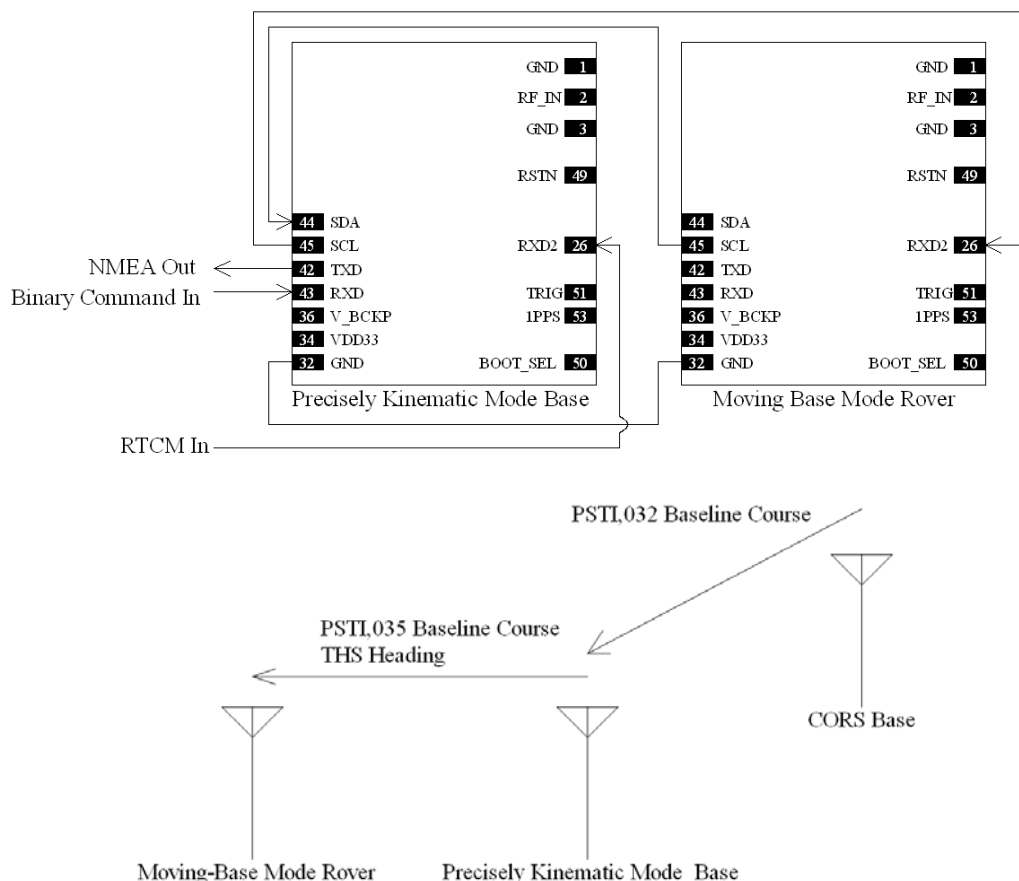 GND 1
RF_IN 2
GND 3
RSTN 49
44 SDA
45 SCL
RXD2 26
42 TXD
43 RXD
TRIG 51
36 V_BCKP
1PPS 53
34 VDD33
32 GND
BOOT_SEL 50
Precisely Kinematic Mode Base
GND 1
RF_IN 2
GND 3
RSTN 49
44 SDA
45 SCL
RXD2 26
42 TXD
43 RXD
TRIG 51
36 V_BCKP
1PPS 53
34 VDD33
32 GND
BOOT_SEL 50
Moving Base Mode Rover
NMEA Out
Binary Command In
RTCM In
PSTI,032 Baseline Course
PSTI,035 Baseline Course
THS Heading
CORS Base
Moving-Base Mode Rover
Precisely Kinematic Mode Base